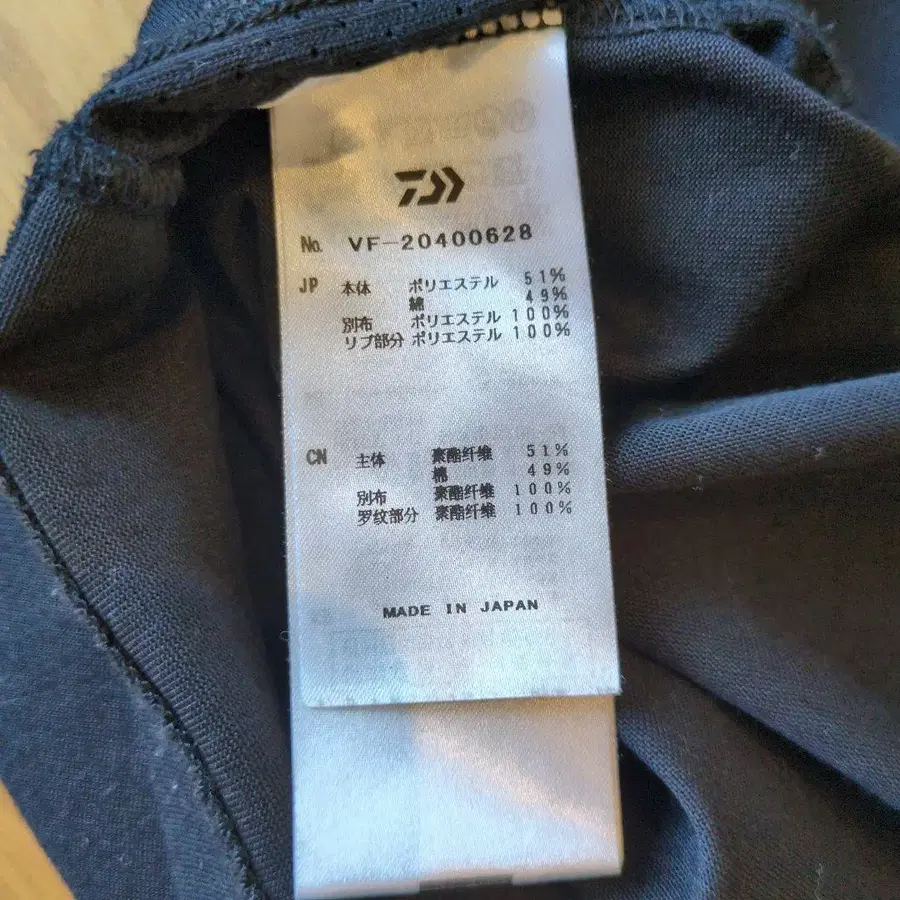 No. VF-20400628
JP 本体 ポリエステル 51%
綿 49%
別布 ポリエステル 100%
リブ部分 ポリエステル 100%
CN 主体 聚酯纤维 51%
棉 49%
別布 聚酯纤维 100%
罗纹部分 聚酯纤维 100%
MADE IN JAPAN